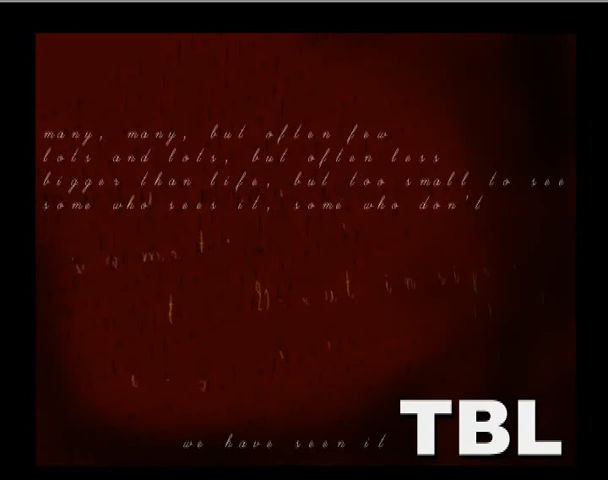 many, many, but often few
lots and lots, but often less
bigger than life, but too small to see
some who sees it, some who don't
we have seen it
TBL